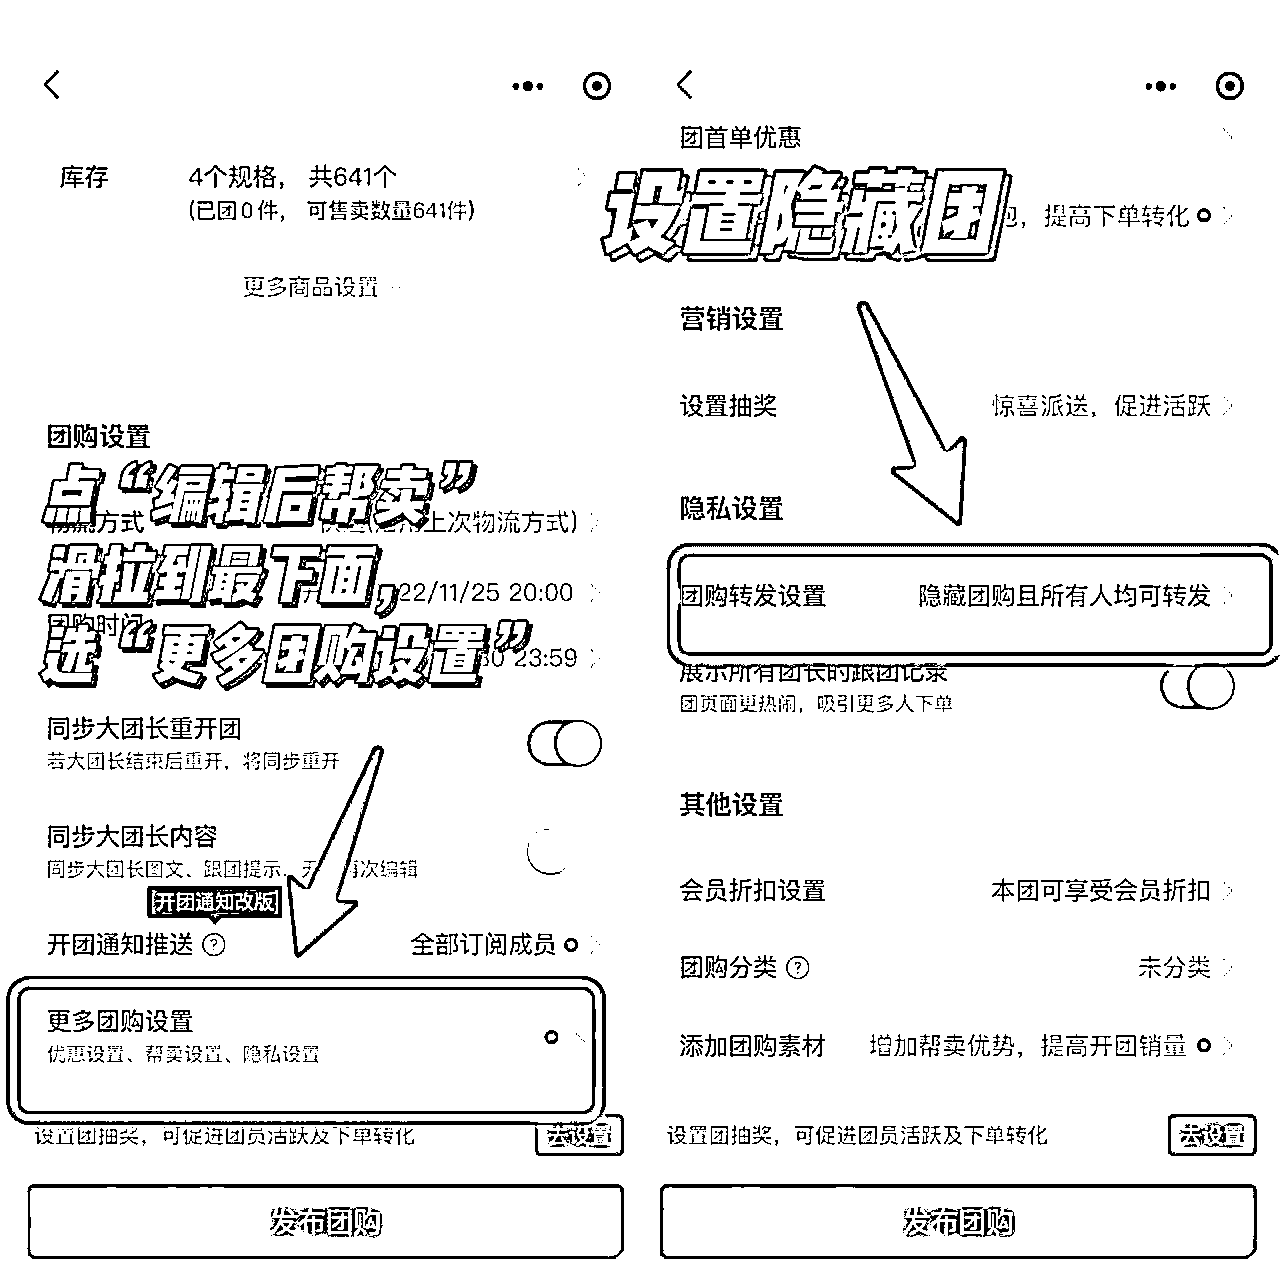 库存 4个规格，共641个
(已团0件，可售卖数量641件)
更多商品设置
团购设置
点“编辑后帮卖”
方式 上次物流方式)
滑拉到最下面，
22/11/25 20:00
团购时间
选“更多团购设置”
23:59
同步大团长重开团
若大团长结束后重开，将同步重开
同步大团长内容
同步大团长图文、跟团提示、 再次编辑
开团通知改版
开团通知推送 ? 全部订阅成员
更多团购设置
优惠设置、帮卖设置、隐私设置
设置团抽奖，可促进团员活跃及下单转化 去设置
发布团购
团首单优惠
设置隐藏团
，提高下单转化
营销设置
设置抽奖 惊喜派送，促进活跃
隐私设置
团购转发设置 隐藏团购且所有人均可转发
展示所有团长的跟团记录
团页面更热闹，吸引更多人下单
其他设置
会员折扣设置 本团可享受会员折扣
团购分类 ? 未分类
添加团购素材 增加帮卖优势，提高开团销量
设置团抽奖，可促进团员活跃及下单转化 去设置
发布团购